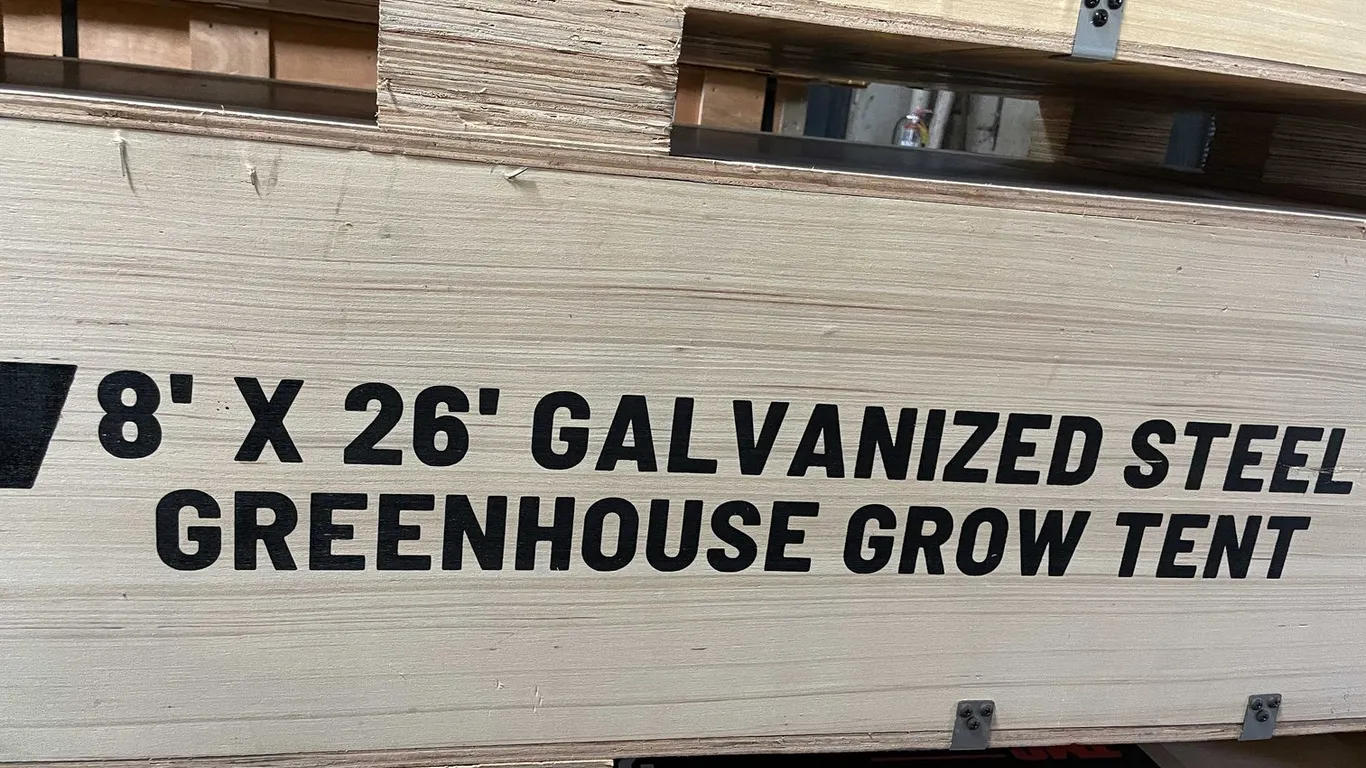 8' X 26' GALVANIZED STEEL
GREENHOUSE GROW TENT